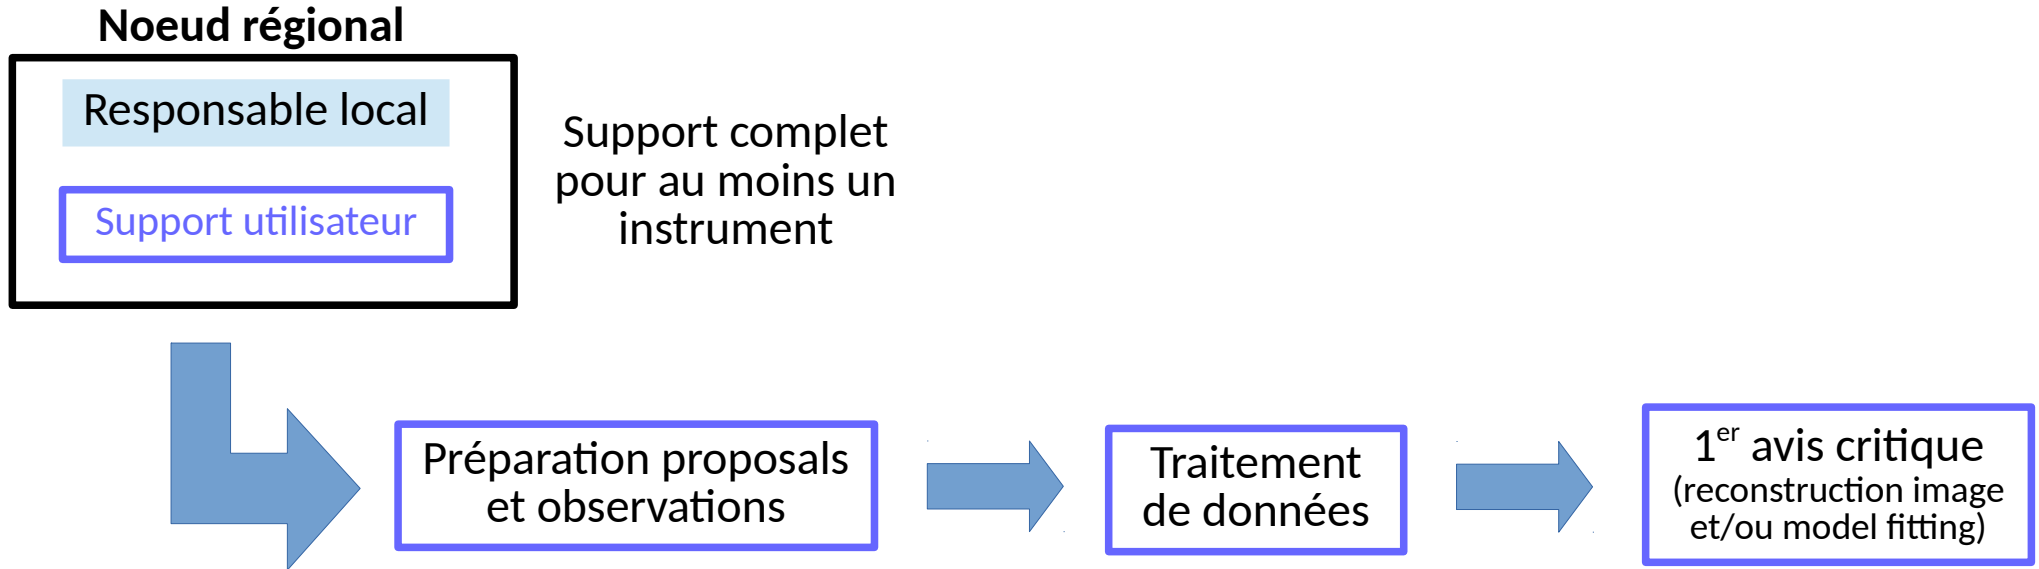 Noeud régional
Responsable local
Support utilisateur
Support complet
pour au moins un
instrument
Préparation proposals
et observations
Traitement
de données
1er avis critique
(reconstruction image
et/ou model fitting)